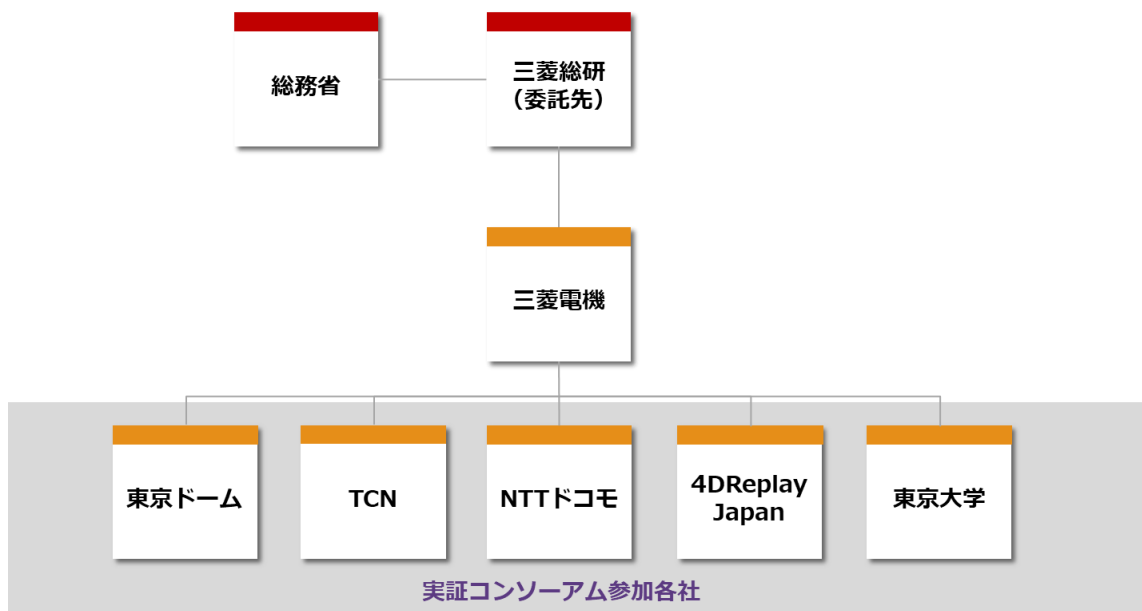 総務省
三菱総研
（委託先）
三菱電機
東京ドーム
TCN
NTTドコモ
4DReplay
Japan
東京大学
実証コンソーアム参加各社